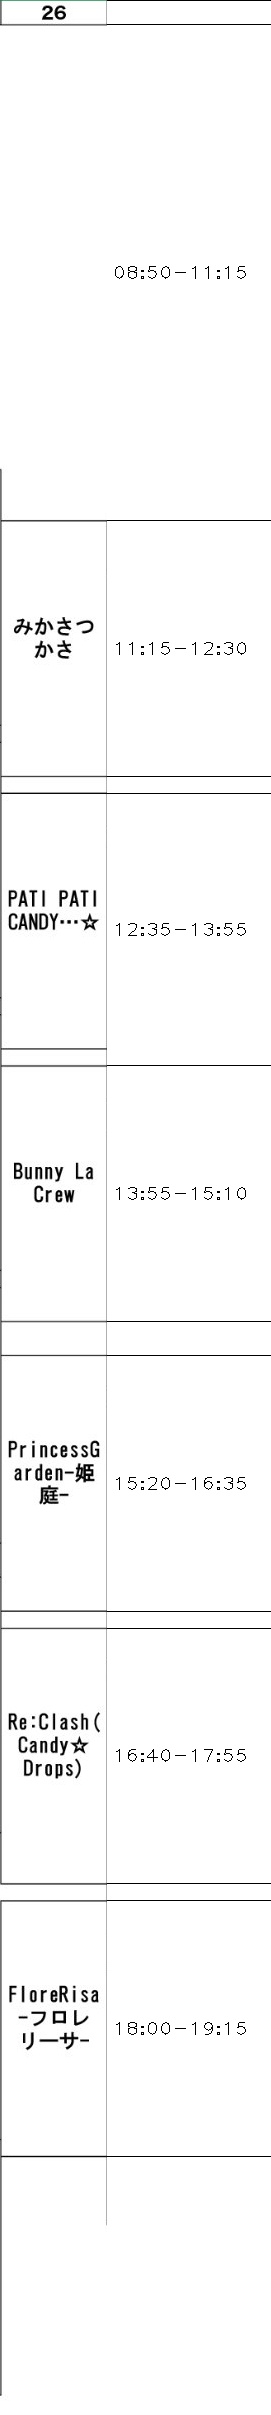 26
08:50-11:15
みかさつ
かさ
11:15-12:30
PATI PATI
CANDY…☆
12:35-13:55
Bunny La
Crew
13:55-15:10
PrincessG
arden-姫
庭-
15:20-16:35
Re:Clash(
Candy☆
Drops)
16:40-17:55
FloreRisa
-フロレ
リーサ-
18:00-19:15